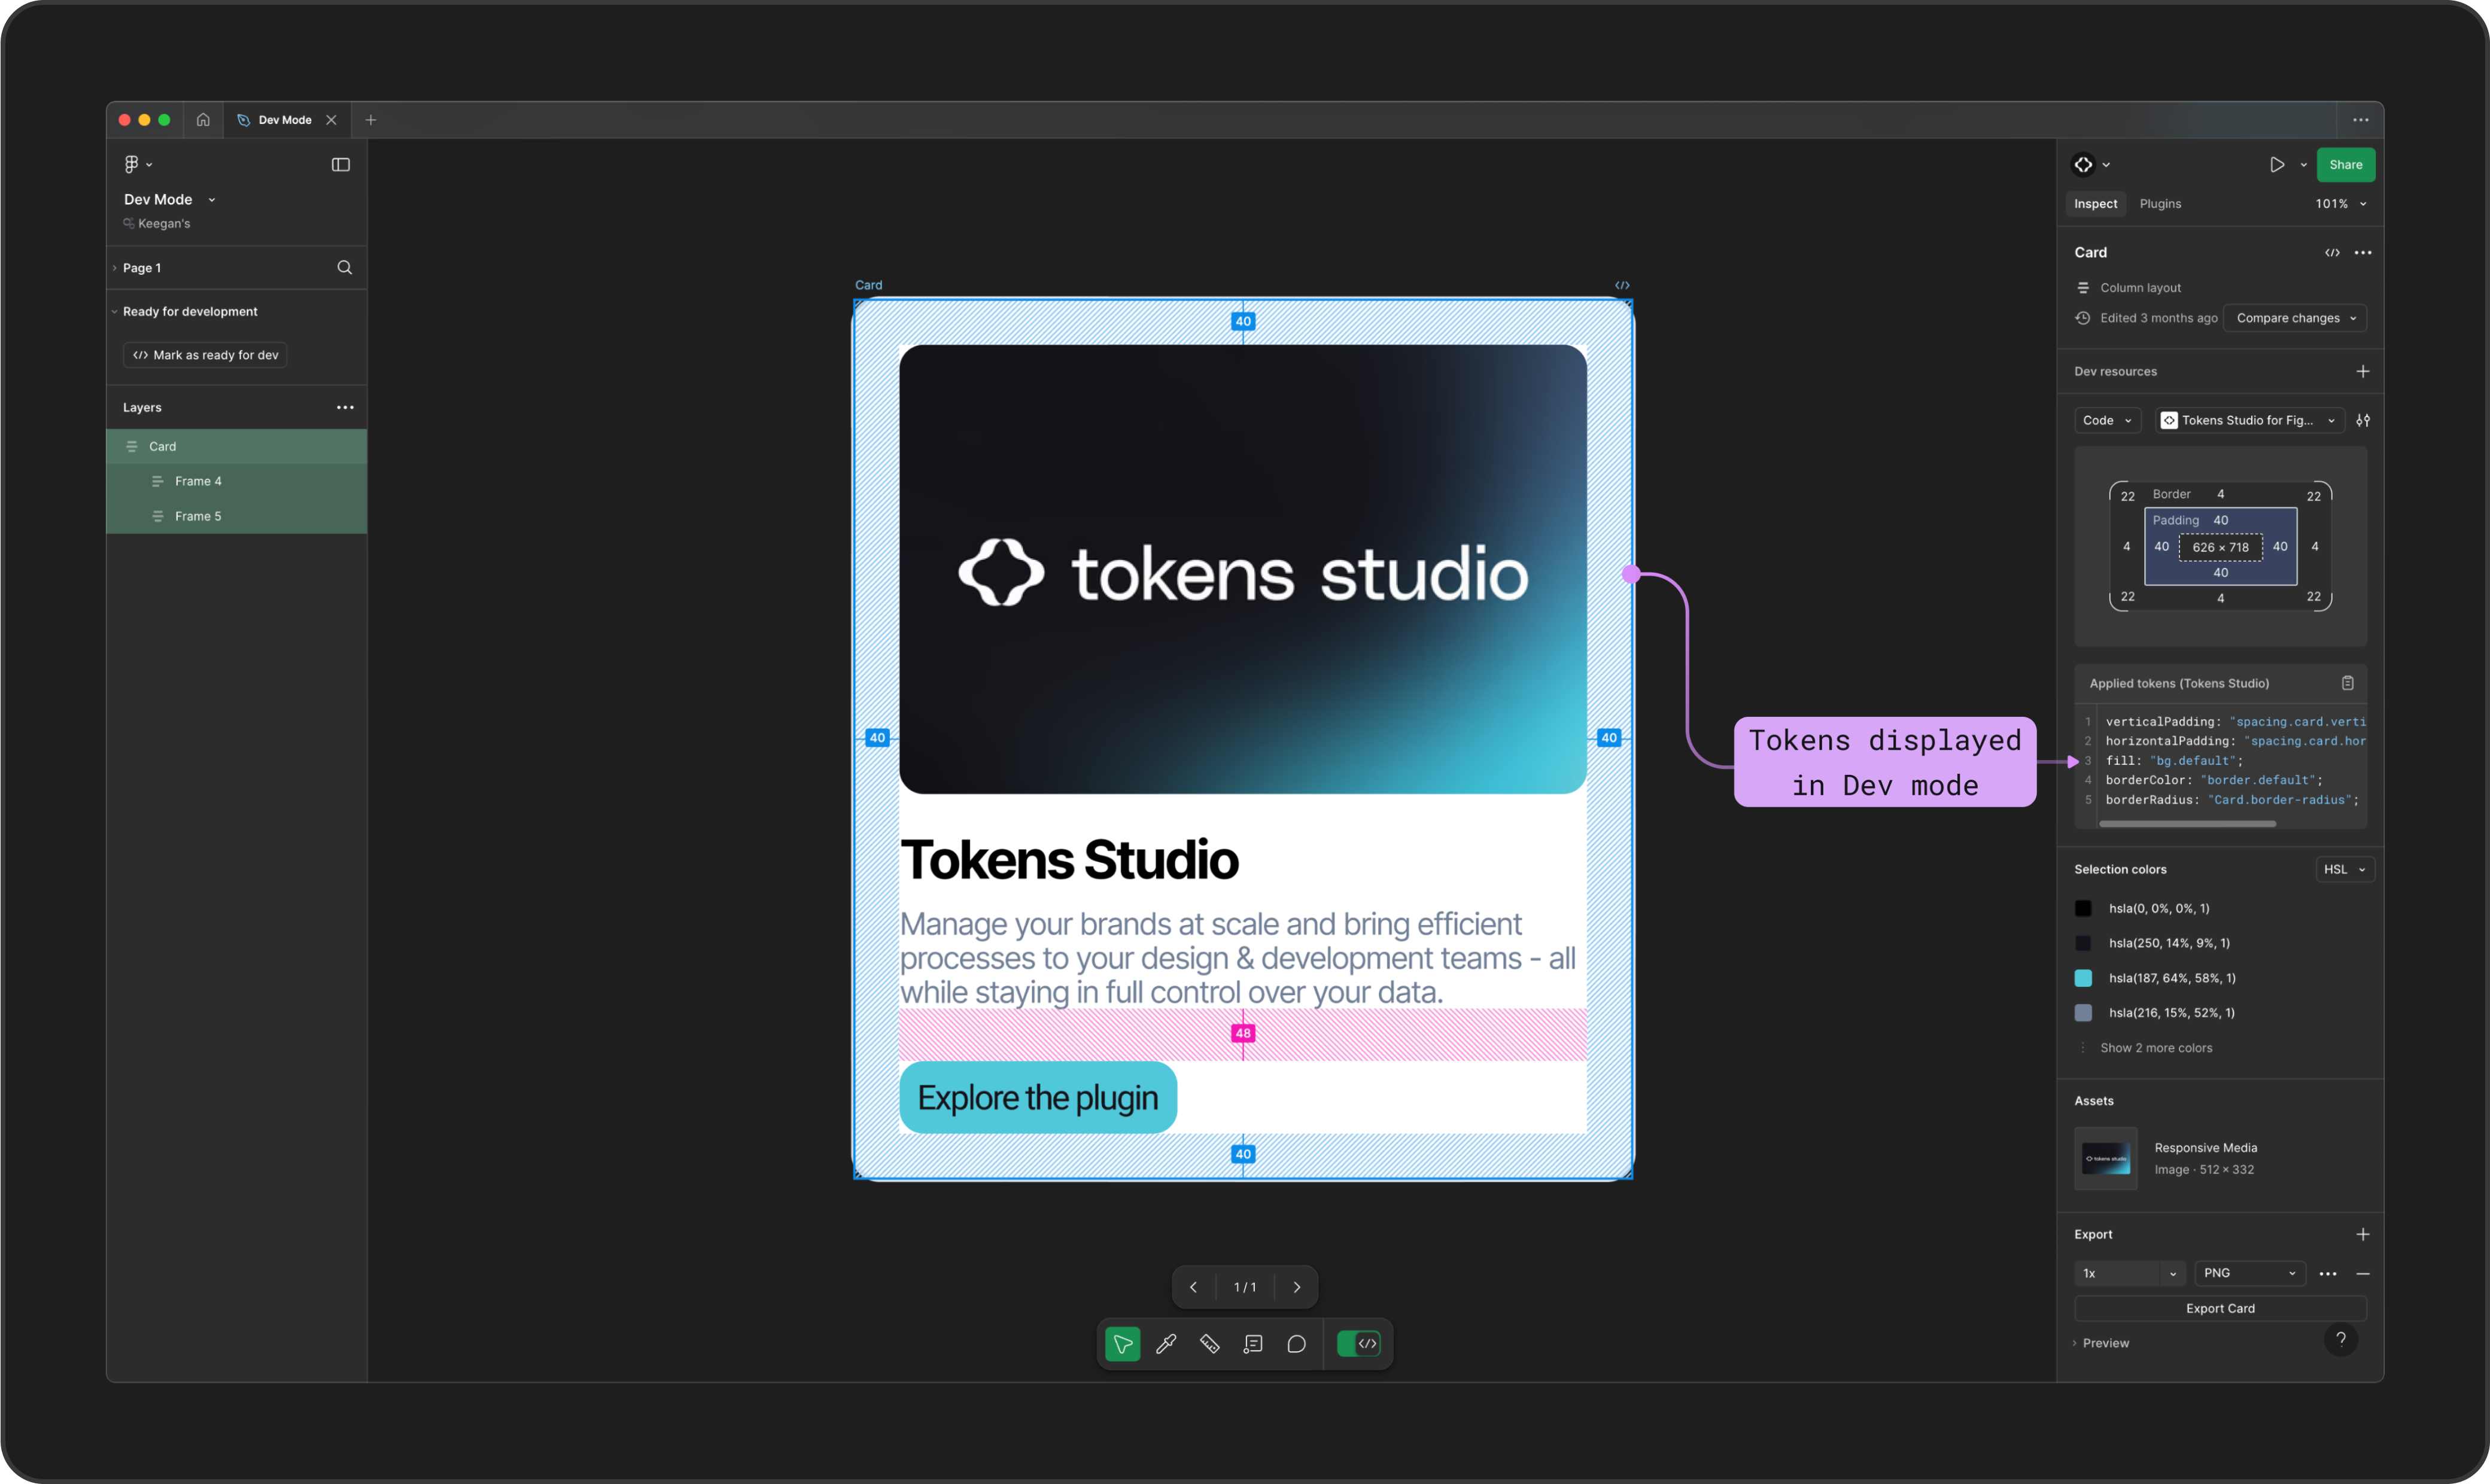 Dev Mode
Dev Mode
Keegan's
Page 1
Ready for development
</> Mark as ready for dev
Layers
Card
Frame 4
Frame 5
Card
</>
40
tokens studio
40
40
Tokens Studio
Manage your brands at scale and bring efficient
processes to your design & development teams - all
while staying in full control over your data.
48
Explore the plugin
40
1 / 1
</>
Tokens displayed
in Dev mode
Share
Inspect Plugins 101%
Card </>
Column layout
Edited 3 months ago Compare changes
Dev resources
Code Tokens Studio for Fig...
22 Border 4 22
Padding 40
4 40 626 × 718 40 4
40
22 4 22
Applied tokens (Tokens Studio)
1 verticalPadding: "spacing.card.verti
2 horizontalPadding: "spacing.card.hor
3 fill: "bg.default";
4 borderColor: "border.default";
5 borderRadius: "Card.border-radius";
Selection colors HSL
hsla(0, 0%, 0%, 1)
hsla(250, 14%, 9%, 1)
hsla(187, 64%, 58%, 1)
hsla(216, 15%, 52%, 1)
Show 2 more colors
Assets
tokens studio
Responsive Media
Image · 512 × 332
Export
1x PNG
Export Card
Preview
?